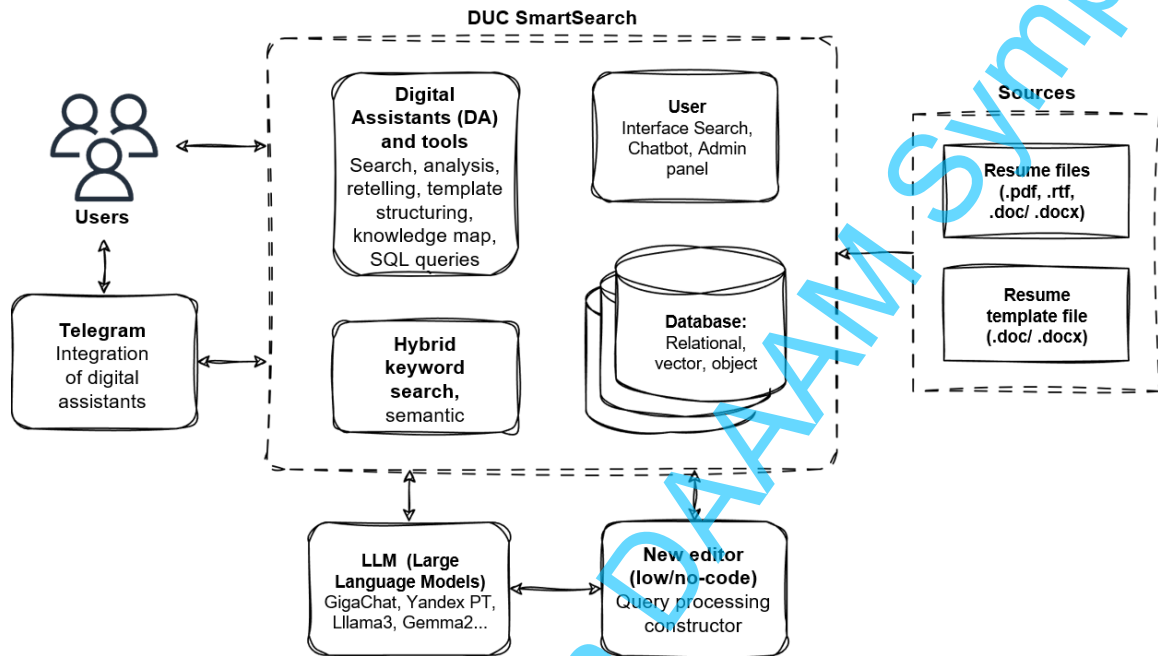 DUC SmartSearch
Digital
Assistants (DA)
and tools
Search, analysis,
retelling, template
structuring,
knowledge map,
SQL queries
User
Interface Search,
Chatbot, Admin
panel
Sources
Resume files
(.pdf, .rtf,
.doc/ .docx)
Resume
template file
(.doc/ .docx)
Users
Telegram
Integration
of digital
assistants
Hybrid
keyword
search,
semantic
Database:
Relational,
vector, object
LLM (Large
Language Models)
GigaChat, Yandex PT,
Lllama3, Gemma2...
New editor
(low/no-code)
Query processing
constructor
DAAAM Symp